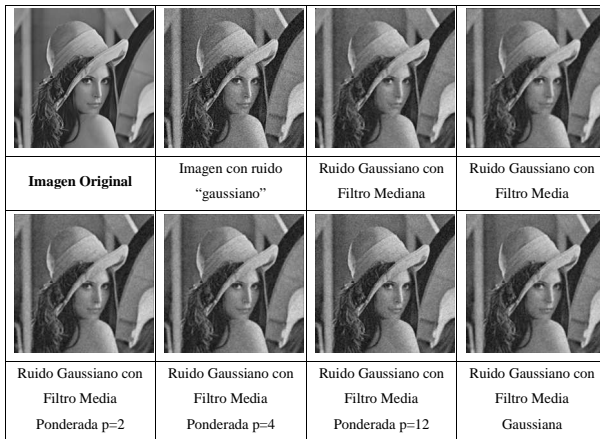 Imagen Original
Imagen con ruido
“gaussiano”
Ruido Gaussiano con
Filtro Mediana
Ruido Gaussiano con
Filtro Media
Ruido Gaussiano con
Filtro Media
Ponderada p=2
Ruido Gaussiano con
Filtro Media
Ponderada p=4
Ruido Gaussiano con
Filtro Media
Ponderada p=12
Ruido Gaussiano con
Filtro Media
Gaussiana